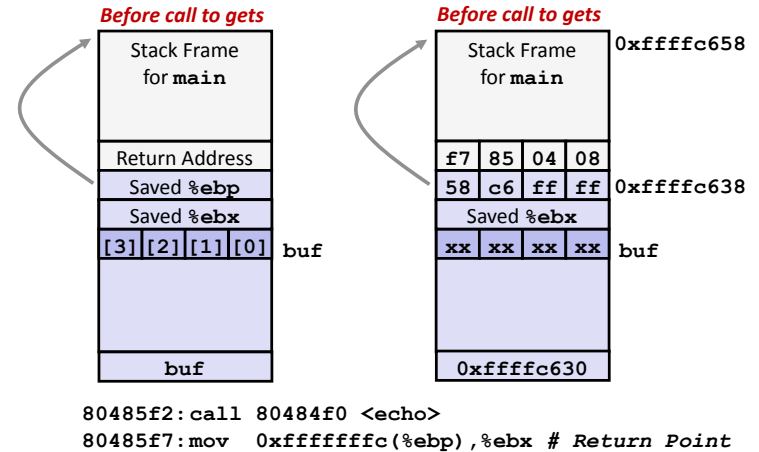 Before call to gets
Stack Frame
for main
Return Address
Saved %ebp
Saved %ebx
[3] [2] [1] [0] buf
buf
Before call to gets
Stack Frame 0xffffc658
for main
f7 85 04 08
58 c6 ff ff 0xffffc638
Saved %ebx
xx xx xx xx buf
0xffffc630
80485f2: call 80484f0 <echo>
80485f7: mov 0xfffffffc(%ebp),%ebx # Return Point